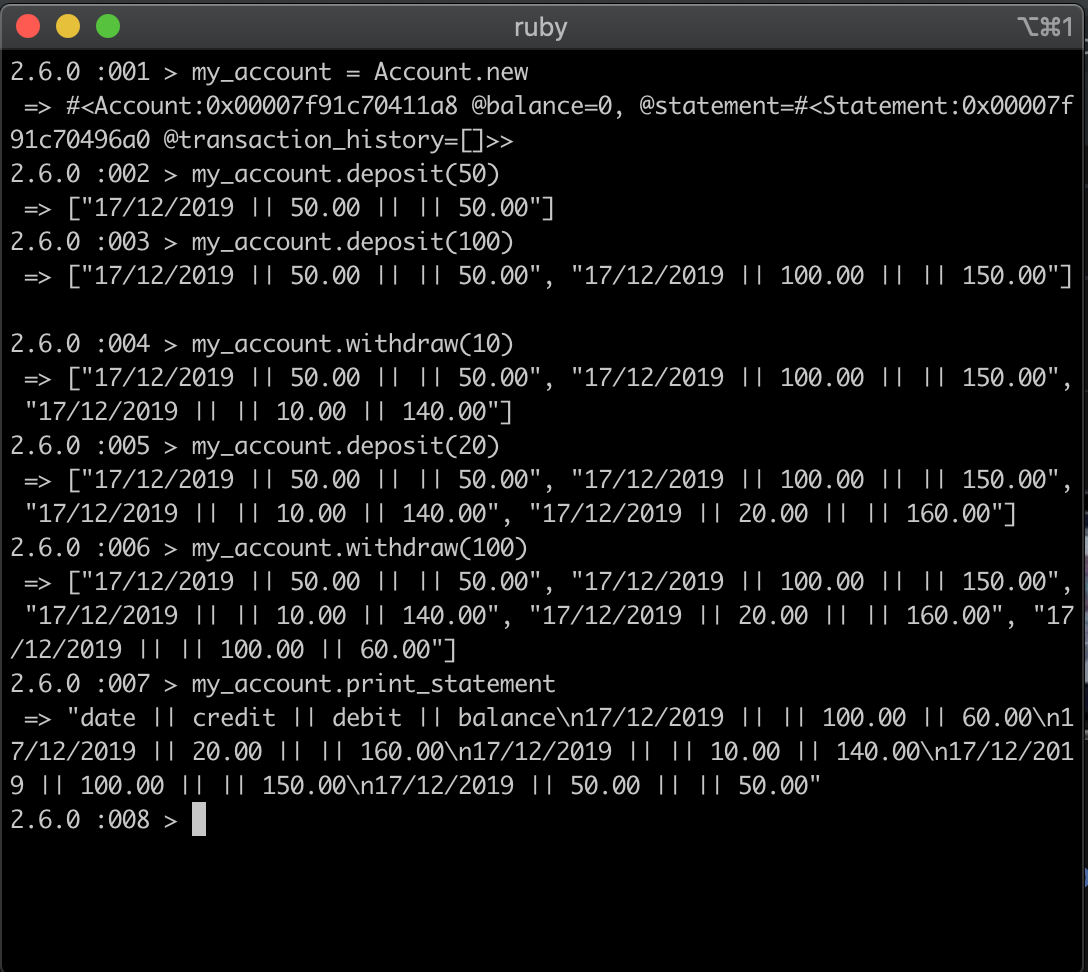 ruby
⌥⌘1
2.6.0 :001 > my_account = Account.new
 => #<Account:0x00007f91c70411a8 @balance=0, @statement=#<Statement:0x00007f
91c70496a0 @transaction_history=[]>>
2.6.0 :002 > my_account.deposit(50)
 => ["17/12/2019 || 50.00 || || 50.00"]
2.6.0 :003 > my_account.deposit(100)
 => ["17/12/2019 || 50.00 || || 50.00", "17/12/2019 || 100.00 || || 150.00"]
2.6.0 :004 > my_account.withdraw(10)
 => ["17/12/2019 || 50.00 || || 50.00", "17/12/2019 || 100.00 || || 150.00",
 "17/12/2019 || || 10.00 || 140.00"]
2.6.0 :005 > my_account.deposit(20)
 => ["17/12/2019 || 50.00 || || 50.00", "17/12/2019 || 100.00 || || 150.00",
 "17/12/2019 || || 10.00 || 140.00", "17/12/2019 || 20.00 || || 160.00"]
2.6.0 :006 > my_account.withdraw(100)
 => ["17/12/2019 || 50.00 || || 50.00", "17/12/2019 || 100.00 || || 150.00",
 "17/12/2019 || || 10.00 || 140.00", "17/12/2019 || 20.00 || || 160.00", "17
/12/2019 || || 100.00 || 60.00"]
2.6.0 :007 > my_account.print_statement
 => "date || credit || debit || balance\n17/12/2019 || || 100.00 || 60.00\n1
7/12/2019 || 20.00 || || 160.00\n17/12/2019 || || 10.00 || 140.00\n17/12/201
9 || 100.00 || || 150.00\n17/12/2019 || 50.00 || || 50.00"
2.6.0 :008 >